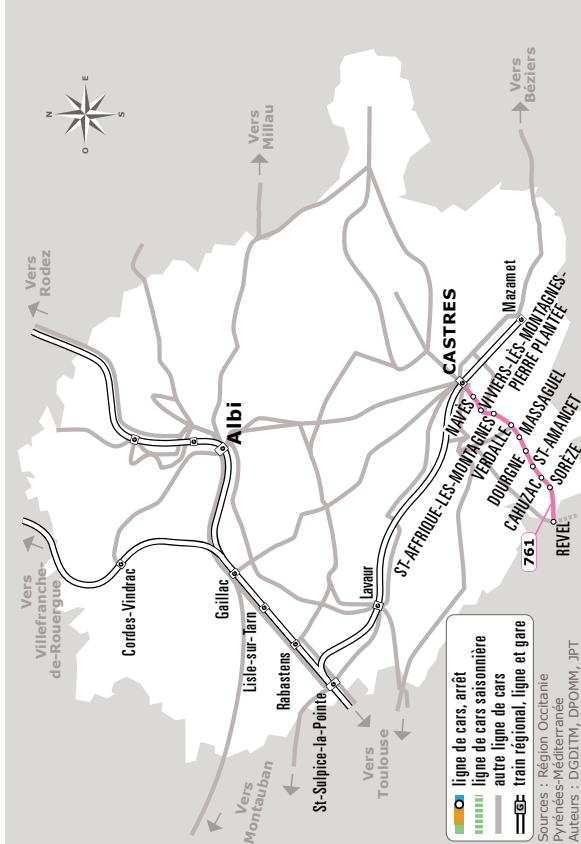 N
E
S
O
Vers
Rodez
Vers
Millau
Vers
Béziers
Vers
Villefranche-
de-Rouergue
Cordes-Vindrac
Albi
Gaillac
Lisle-sur-Tarn
Rabastens
St-Sulpice-la-Pointe
Vers
Montauban
Vers
Toulouse
Lavaur
CASTRES
Mazamet
NAVÈS
VIVIERS-LÈS-MONTAGNES-
PIERRE PLANTÉE
ST-AFFRIQUE-LES-MONTAGNES
VERDALLE
MASSAGUEL
DOURGNE
ST-AMANCET
CAHUZAC
SORÈZE
REVEL
761
ligne de cars, arrêt
ligne de cars saisonnière
autre ligne de cars
G train régional, ligne et gare
Sources : Région Occitanie
Pyrénées-Méditerranée
Auteurs : DGDITM, DPOMM, JPT